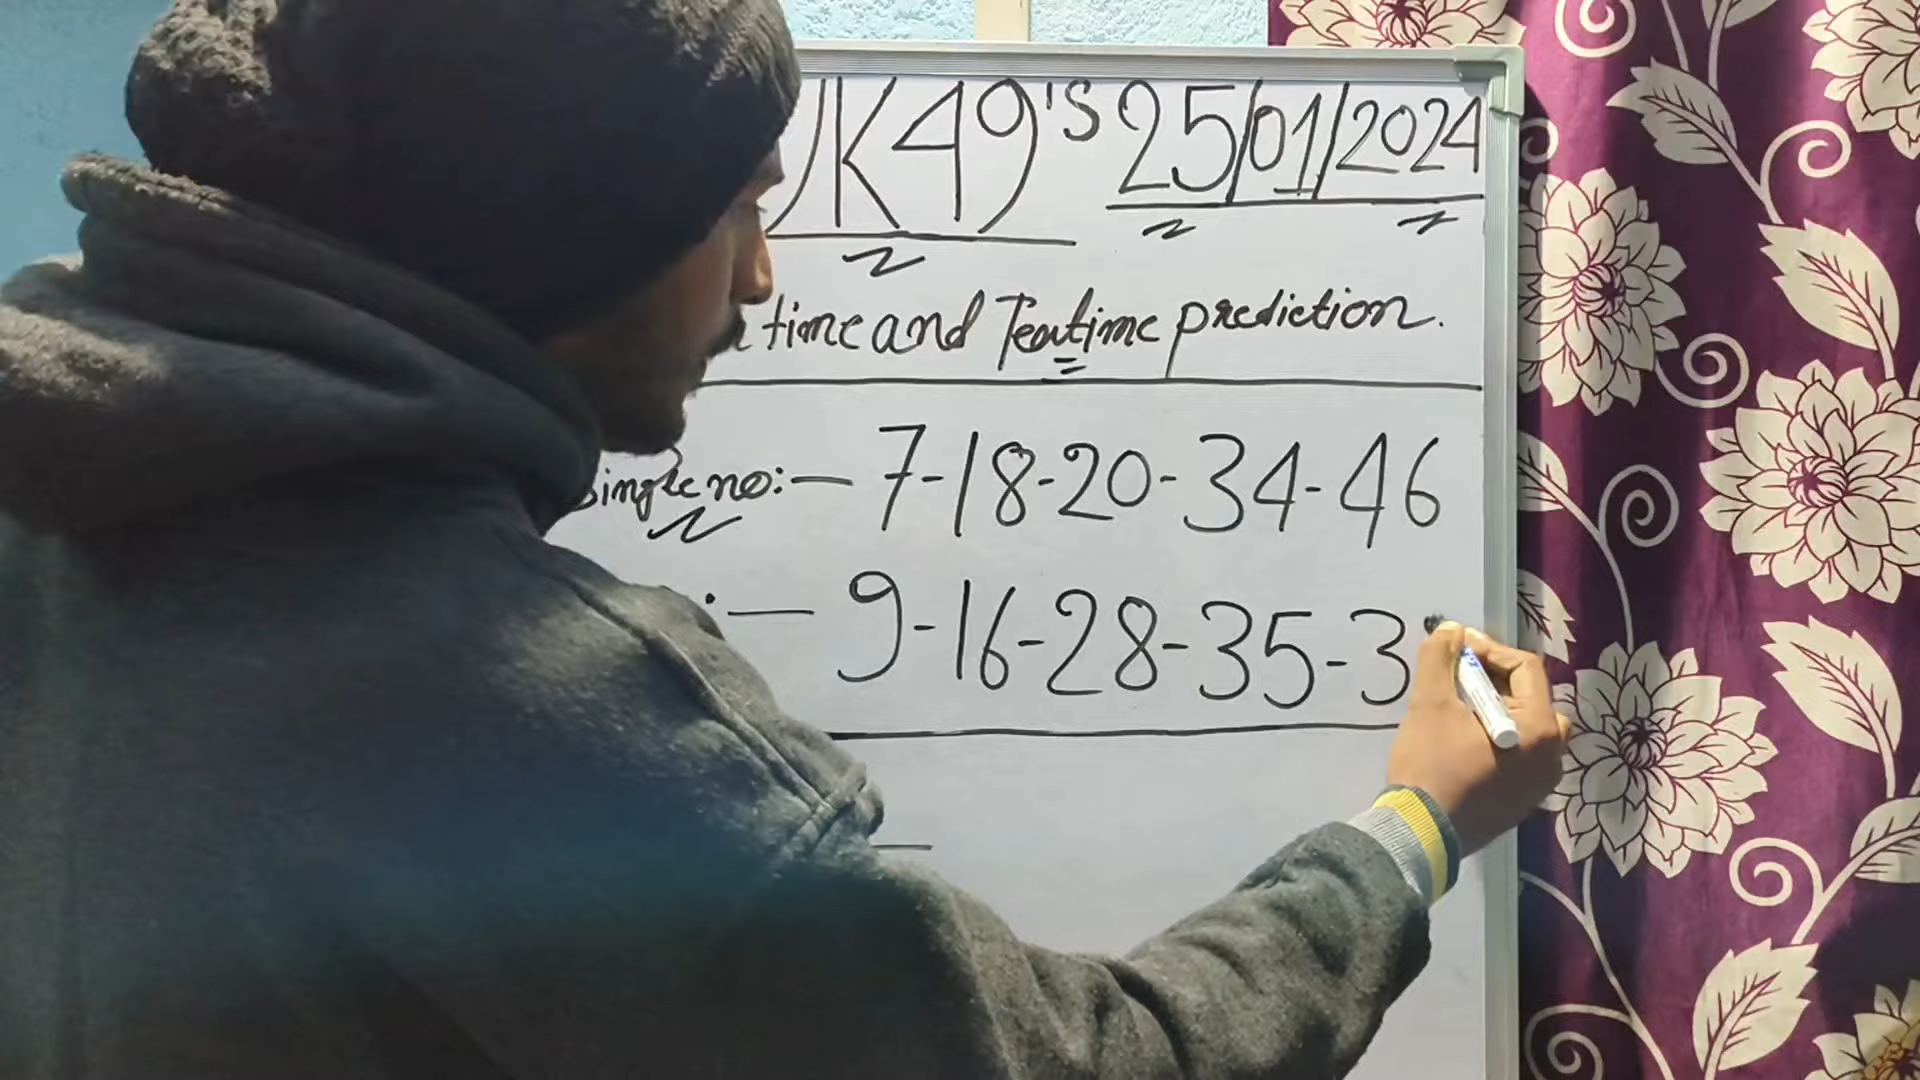 UK49's 25/01/2024
time and Teatime prediction.
Single no:- 7-18-20-34-46
:- 9-16-28-35-3